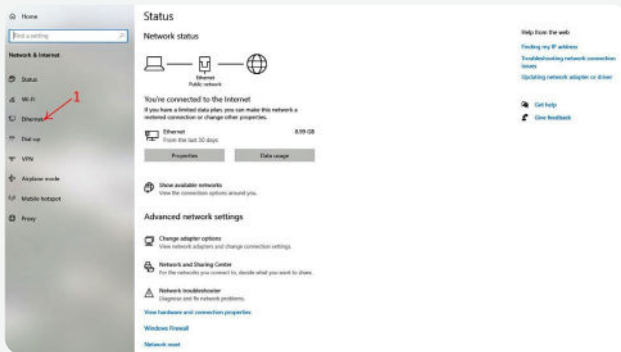 Home
Find a setting
Network & Internet
Status
Wi-Fi
1
Ethernet
Dial-up
VPN
Airplane mode
Mobile hotspot
Proxy
Status
Network status
Ethernet
Public network
You're connected to the Internet
If you have a limited data plan, you can make this network a
metered connection or change other properties.
Ethernet
From the last 30 days
8.99 GB
Properties
Data usage
Show available networks
View the connection options around you.
Advanced network settings
Change adapter options
View network adapters and change connection settings.
Network and Sharing Center
For the networks you connect to, decide what you want to share.
Network troubleshooter
Diagnose and fix network problems.
View hardware and connection properties
Windows Firewall
Network reset
Help from the web
Finding my IP address
Troubleshooting network connection
issues
Updating network adapter or driver
Get help
Give feedback